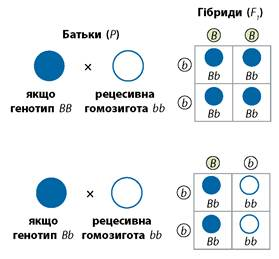 Батьки (P)
Гібриди (F₁)
B B
×
b Bb Bb
якщо генотип BB
рецесивна гомозигота bb
b Bb Bb
B b
×
b Bb bb
якщо генотип Bb
рецесивна гомозигота bb
b Bb bb